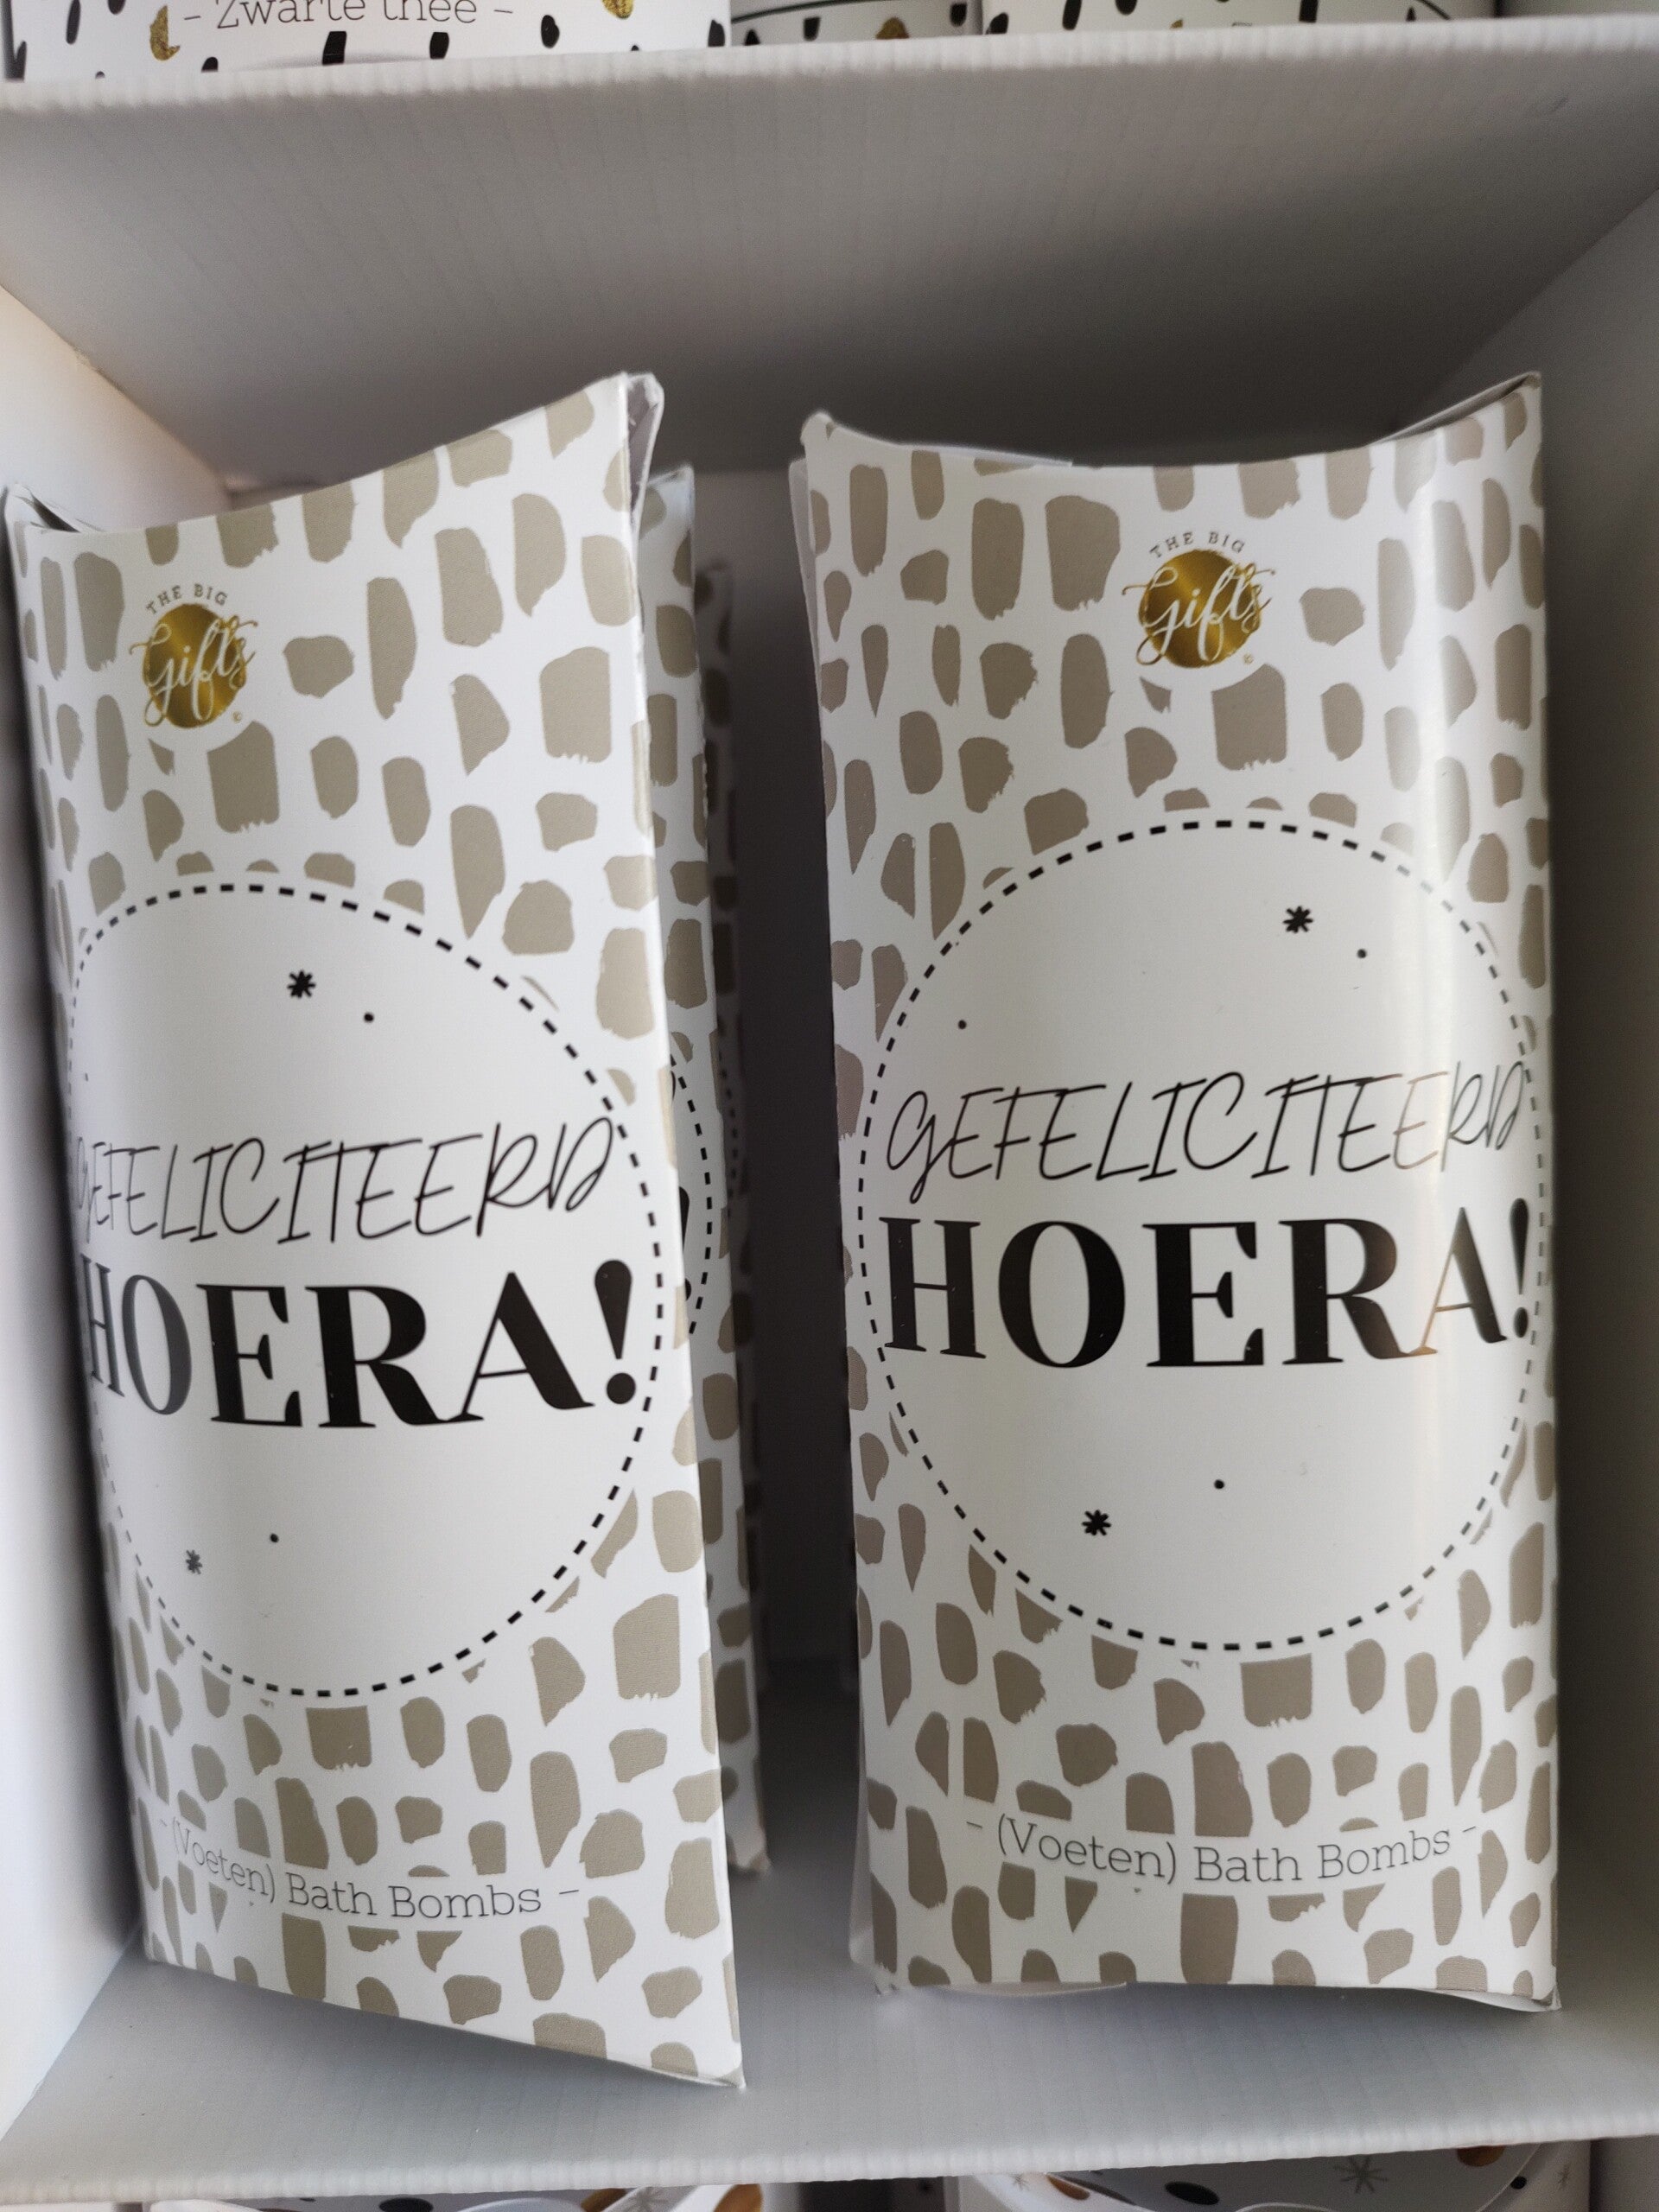 - Zwarte thee -
THE BIG
Gifts
GEFELICITEERD
HOERA!
- (Voeten) Bath Bombs -
THE BIG
Gifts
GEFELICITEERD
HOERA!
- (Voeten) Bath Bombs -